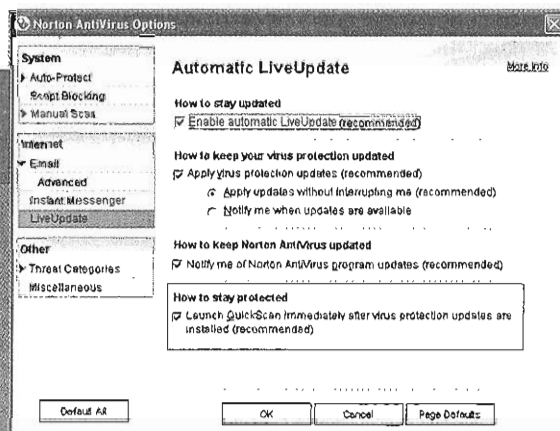 Norton AntiVirus Options
System
Auto-Protect
Script Blocking
Manual Scan
Internet
Email
Advanced
Instant Messenger
LiveUpdate
Other
Threat Categories
Miscellaneous
Automatic LiveUpdate
More Info
How to stay updated
Enable automatic LiveUpdate (recommended)
How to keep your virus protection updated
Apply virus protection updates (recommended)
Apply updates without interrupting me (recommended)
Notify me when updates are available
How to keep Norton AntiVirus updated
Notify me of Norton AntiVirus program updates (recommended)
How to stay protected
Launch QuickScan immediately after virus protection updates are
installed (recommended)
Default All
OK
Cancel
Page Defaults